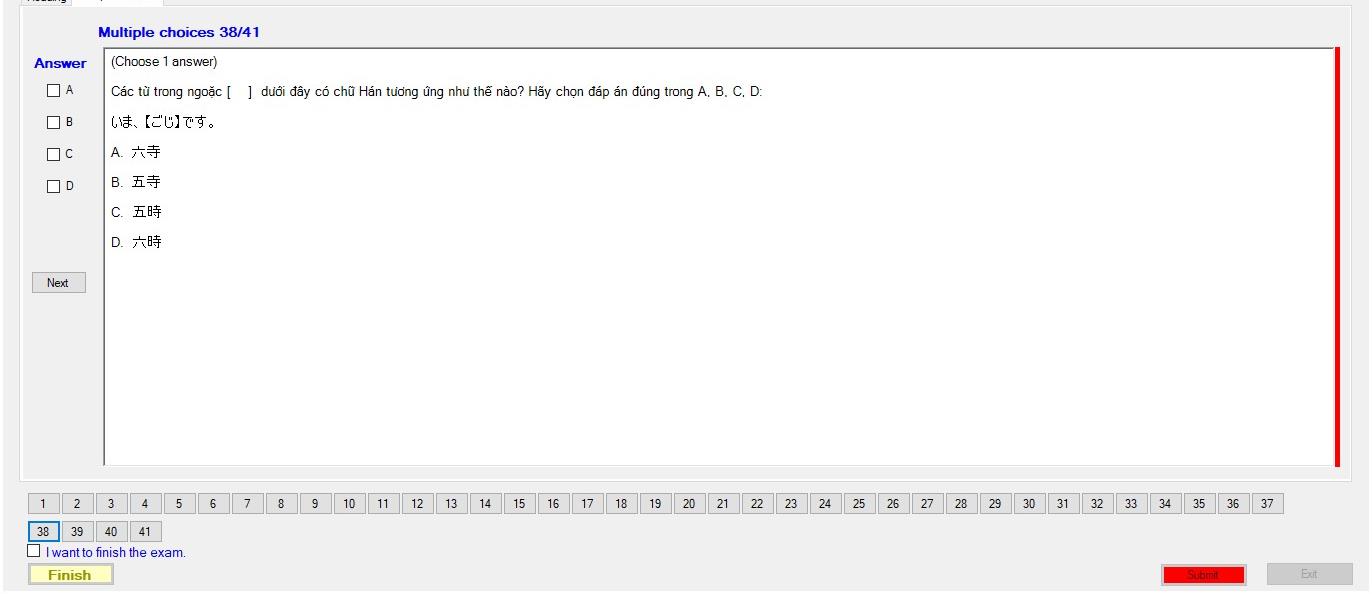 Multiple choices 38/41
Answer
(Choose 1 answer)
A
Các từ trong ngoặc [ ] dưới đây có chữ Hán tương ứng như thế nào? Hãy chọn đáp án đúng trong A, B, C, D:
B
いま、【ごじ】です。
C
A. 六寺
D
B. 五寺
C. 五時
D. 六時
Next
1 2 3 4 5 6 7 8 9 10 11 12 13 14 15 16 17 18 19 20 21 22 23 24 25 26 27 28 29 30 31 32 33 34 35 36 37
38 39 40 41
I want to finish the exam.
Finish
Submit
Exit